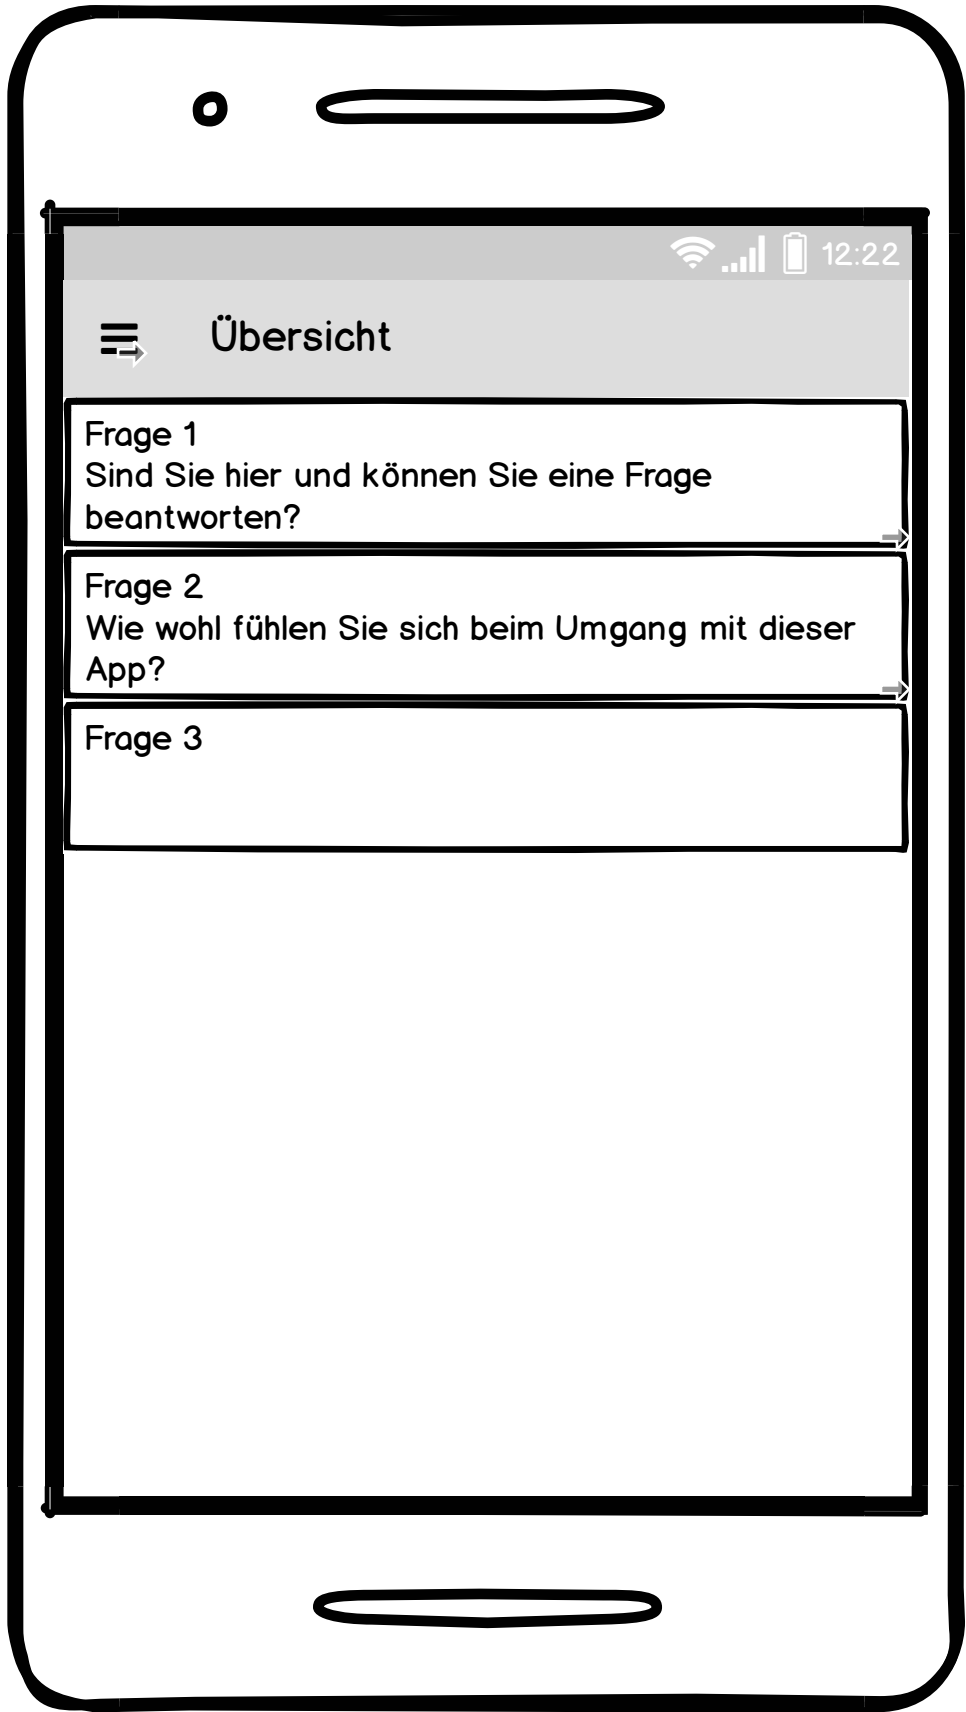 12:22
Übersicht
Frage 1
Sind Sie hier und können Sie eine Frage
beantworten?
Frage 2
Wie wohl fühlen Sie sich beim Umgang mit dieser
App?
Frage 3